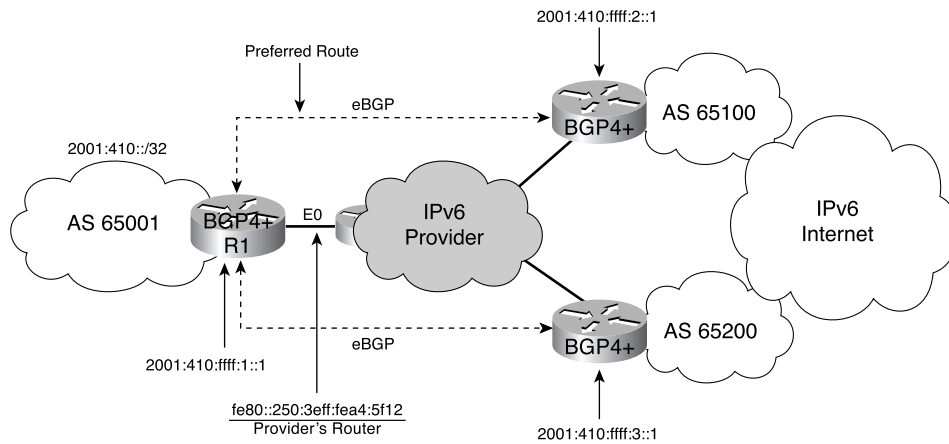 2001:410:ffff:2::1
Preferred Route
eBGP
BGP4+
AS 65100
2001:410::/32
AS 65001
BGP4+
R1
E0
IPv6
Provider
IPv6
Internet
eBGP
BGP4+
AS 65200
2001:410:ffff:1::1
fe80::250:3eff:fea4:5f12
Provider's Router
2001:410:ffff:3::1